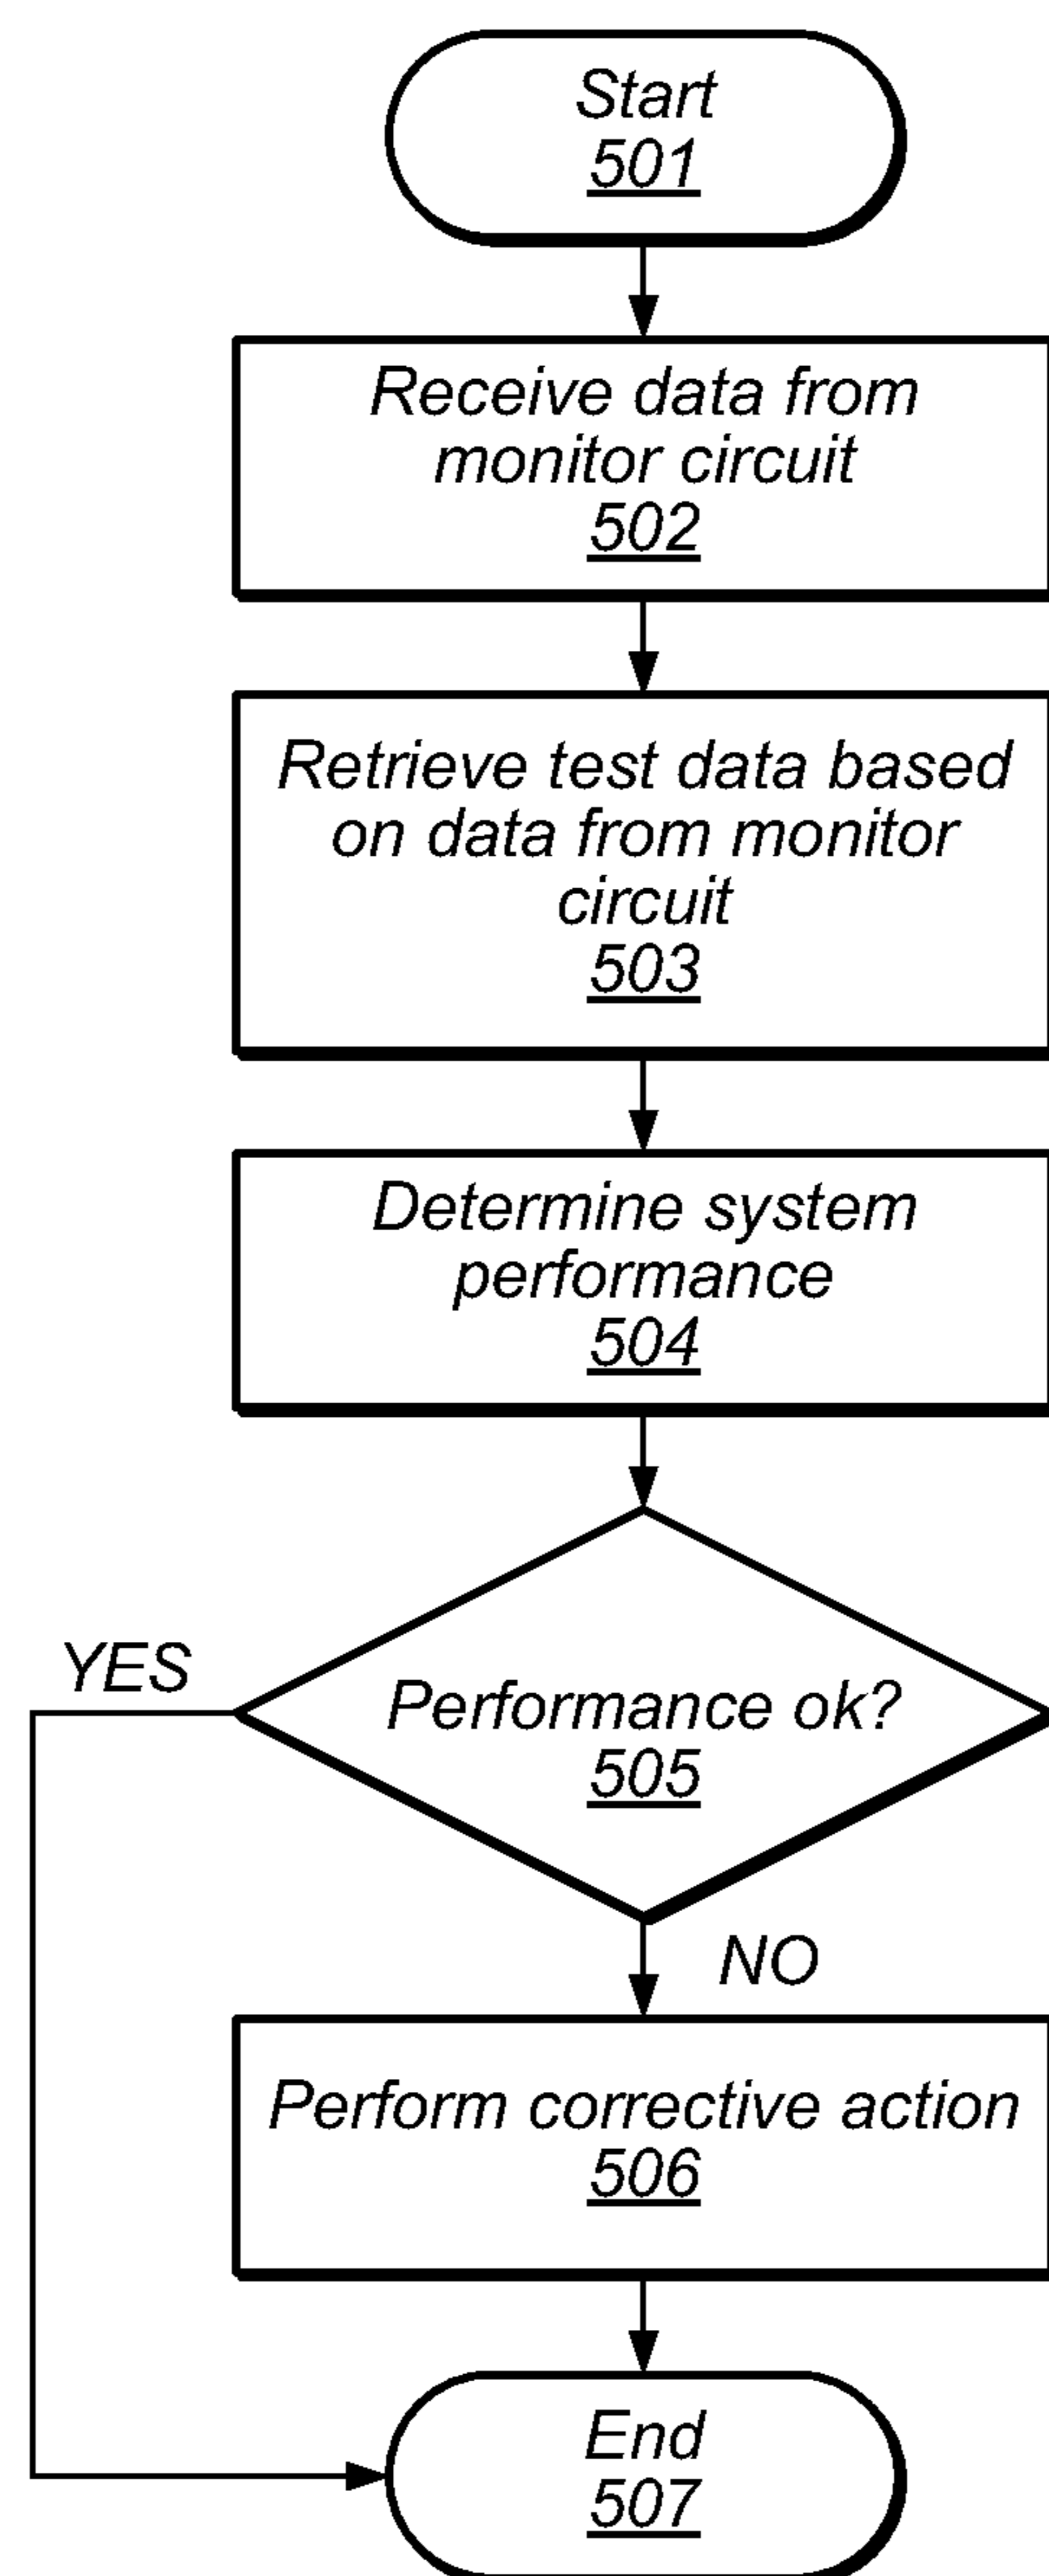 Start
501
Receive data from
monitor circuit
502
Retrieve test data based
on data from monitor
circuit
503
Determine system
performance
504
YES
Performance ok?
505
NO
Perform corrective action
506
End
507